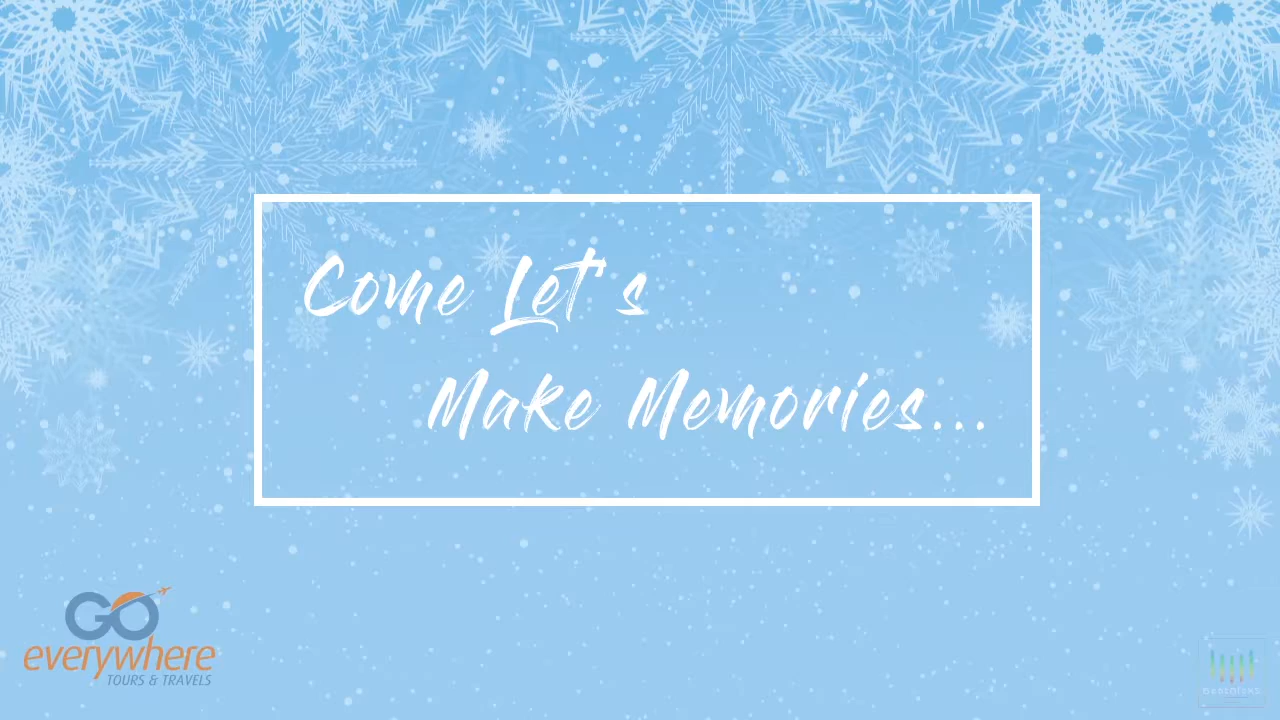 Come Let's
Make Memories...
GO
everywhere
TOURS & TRAVELS